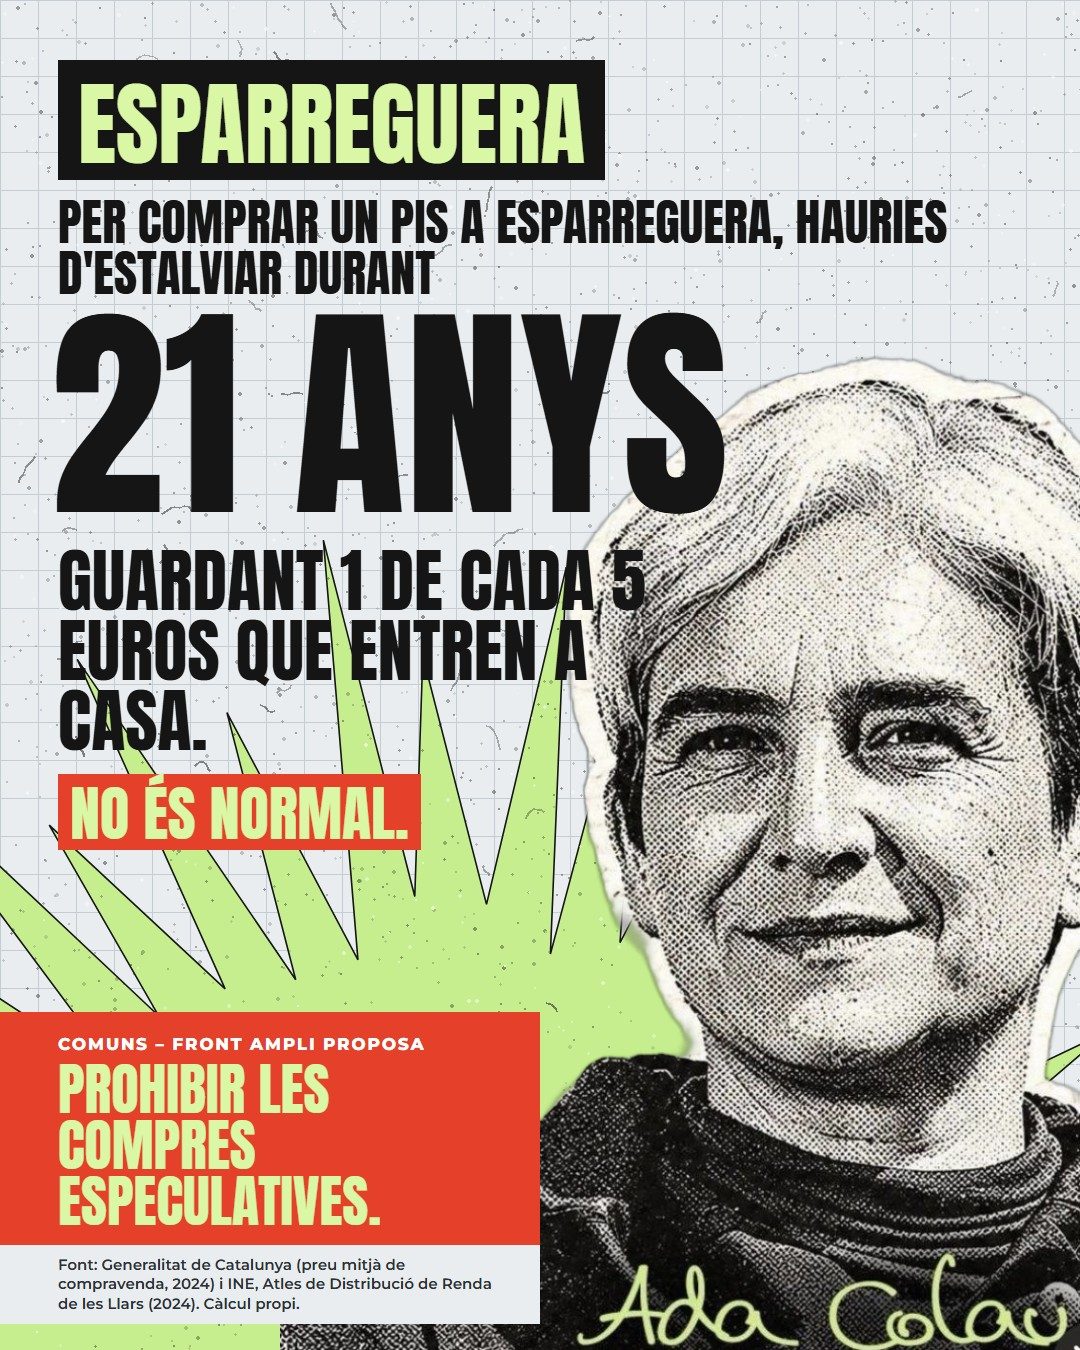 ESPARREGUERA
PER COMPRAR UN PIS A ESPARREGUERA, HAURIES
D'ESTALVIAR DURANT
21 ANYS
GUARDANT 1 DE CADA 5
EUROS QUE ENTREN A
CASA.
NO ÉS NORMAL.
COMUNS – FRONT AMPLI PROPOSA
PROHIBIR LES
COMPRES
ESPECULATIVES.
Font: Generalitat de Catalunya (preu mitjà de
compravenda, 2024) i INE, Atles de Distribució de Renda
de les Llars (2024). Càlcul propi.
Ada Colau